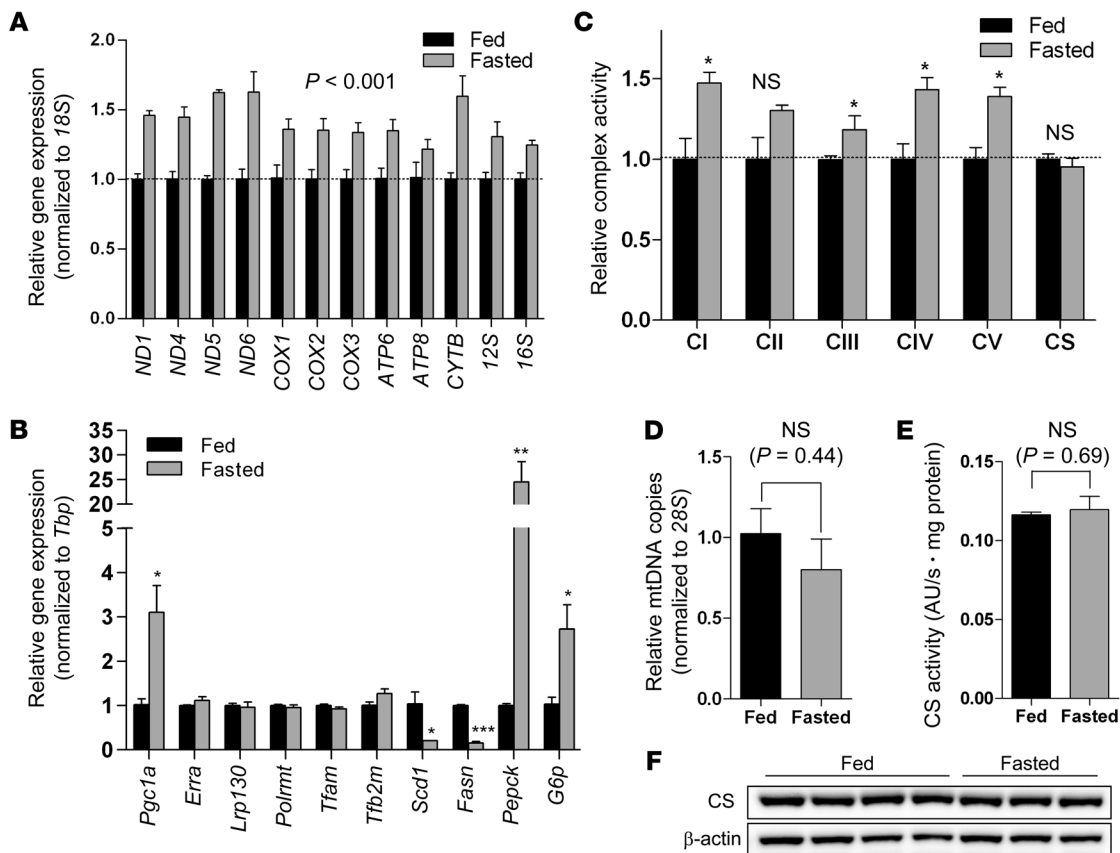 A
Relative gene expression
(normalized to 18S)
2.0
1.5
1.0
0.5
0.0
Fed
Fasted
P < 0.001
ND1
ND4
ND5
ND6
COX1
COX2
COX3
ATP6
ATP8
CYTB
12S
16S
C
Relative complex activity
1.5
1.0
0.5
0.0
Fed
Fasted
*
NS
*
*
*
NS
CI
CII
CIII
CIV
CV
CS
B
Relative gene expression
(normalized to Tbp)
35
30
25
20
5
4
3
2
1
0
Fed
Fasted
*
*
***
**
*
Pgc1a
Erra
Lrp130
Polrmt
Tfam
Tfb2m
Scd1
Fasn
Pepck
G6p
D
Relative mtDNA copies
(normalized to 28S)
NS
(P = 0.44)
1.5
1.0
0.5
0.0
Fed
Fasted
E
CS activity (AU/s • mg protein)
NS
(P = 0.69)
0.15
0.10
0.05
0.00
Fed
Fasted
F
Fed
Fasted
CS
β-actin